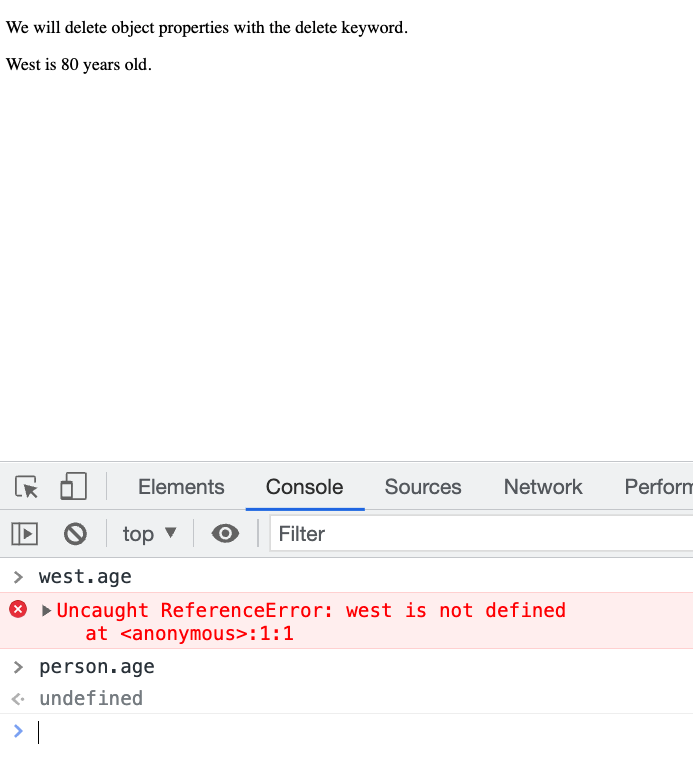 We will delete object properties with the delete keyword.
West is 80 years old.
Elements Console Sources Network Perform
top ▼ Filter
> west.age
Uncaught ReferenceError: west is not defined
at <anonymous>:1:1
> person.age
undefined
>